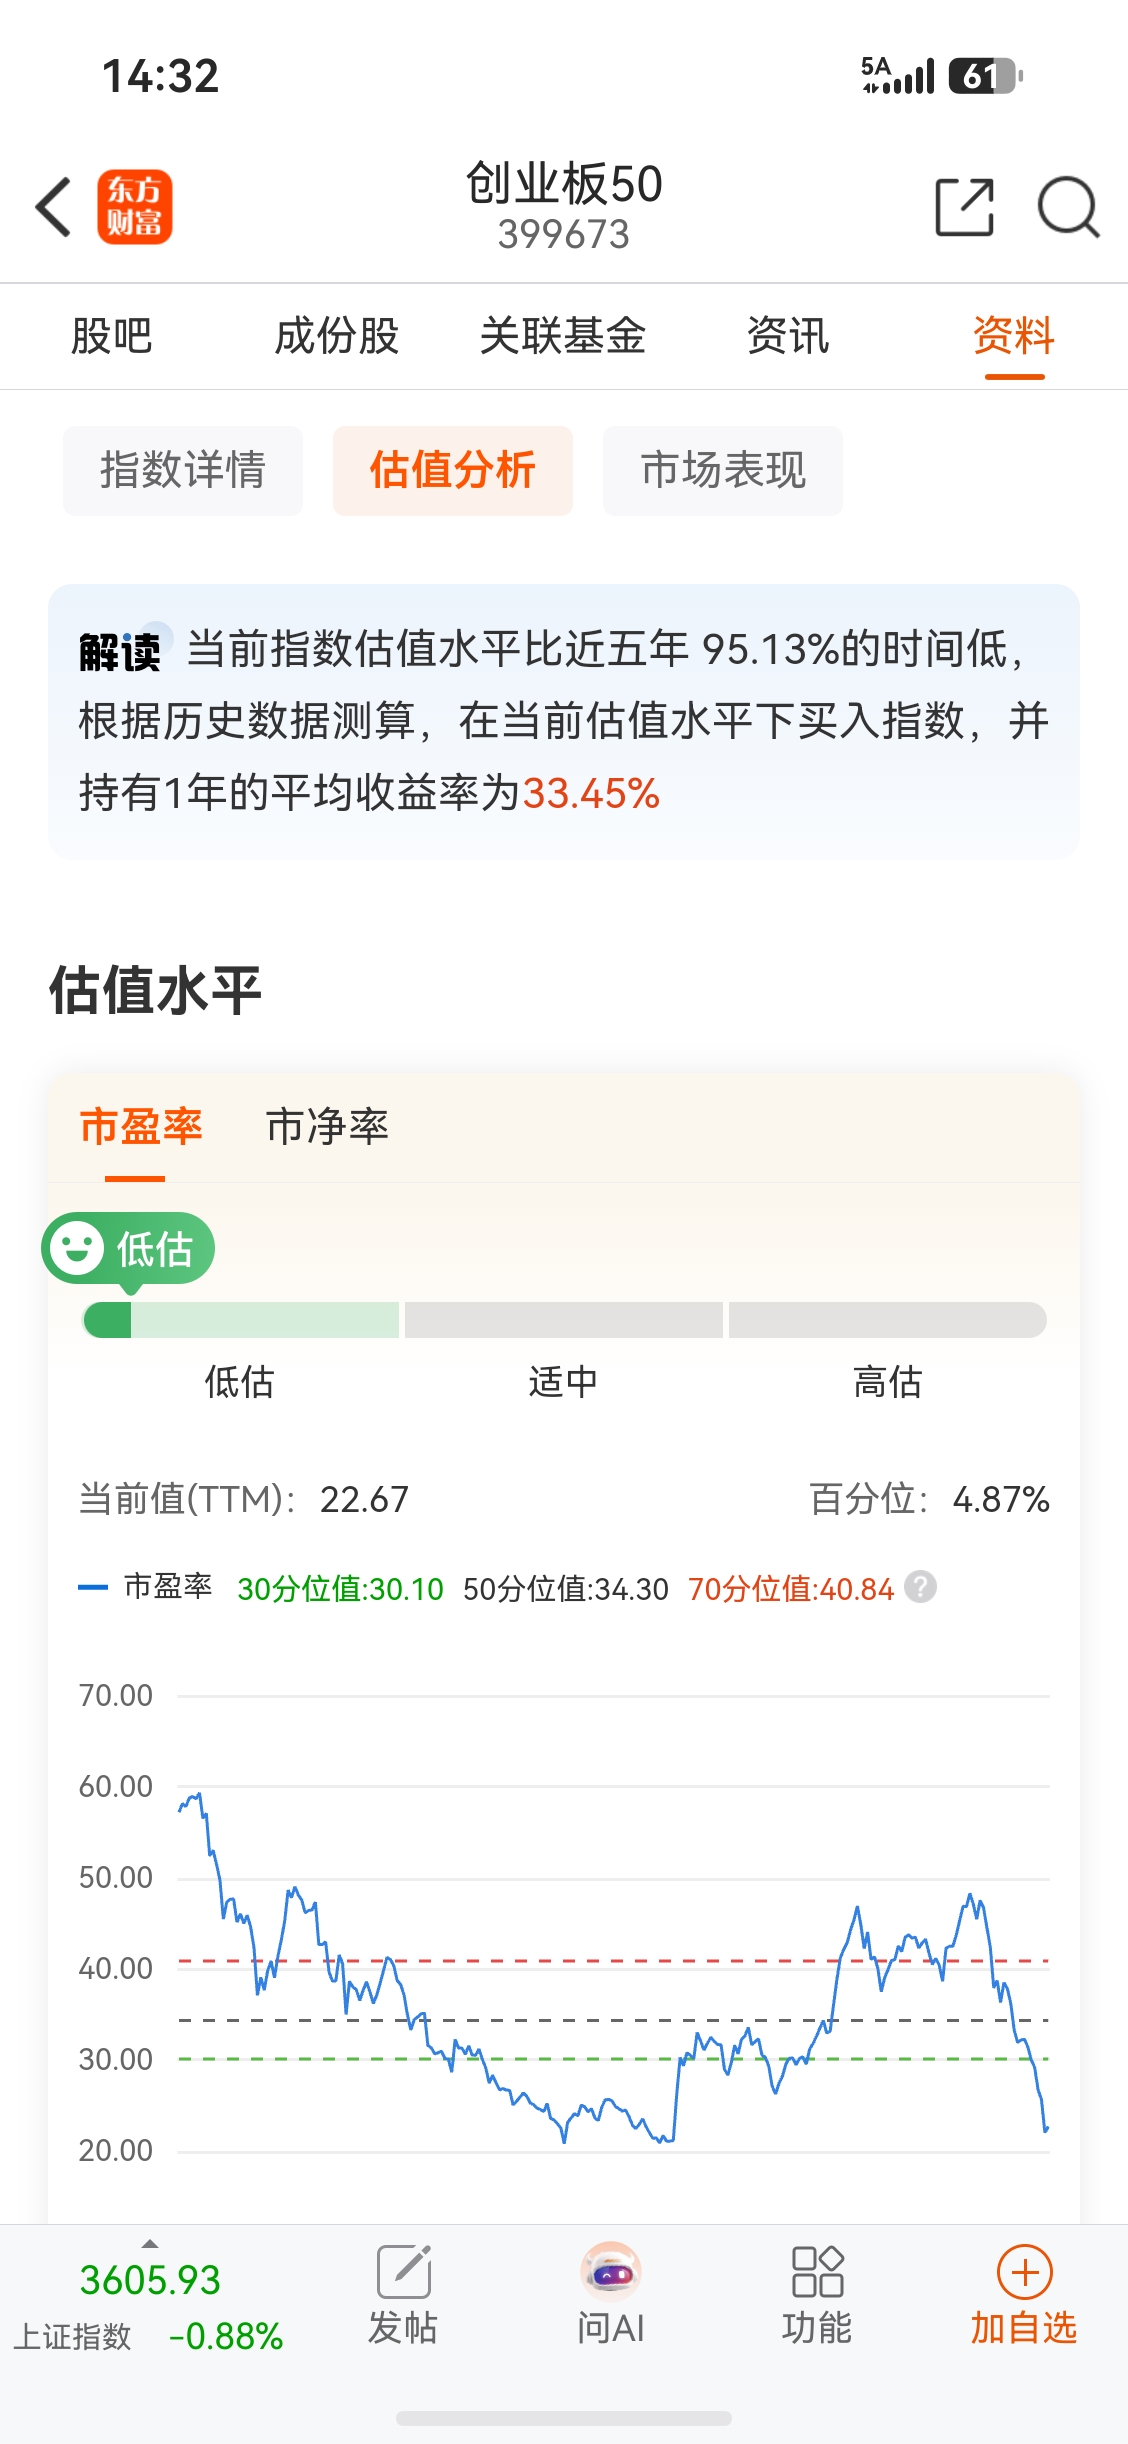 14:32
5A
61
东方
财富
创业板50
399673
股吧 成份股 关联基金 资讯 资料
指数详情 估值分析 市场表现
解读 当前指数估值水平比近五年 95.13%的时间低，
根据历史数据测算，在当前估值水平下买入指数，并
持有1年的平均收益率为33.45%
估值水平
市盈率 市净率
低估
低估 适中 高估
当前值(TTM)： 22.67 百分位： 4.87%
市盈率 30分位值:30.10 50分位值:34.30 70分位值:40.84 ?
70.00
60.00
50.00
40.00
30.00
20.00
3605.93
上证指数 -0.88%
发帖
问AI
功能
加自选